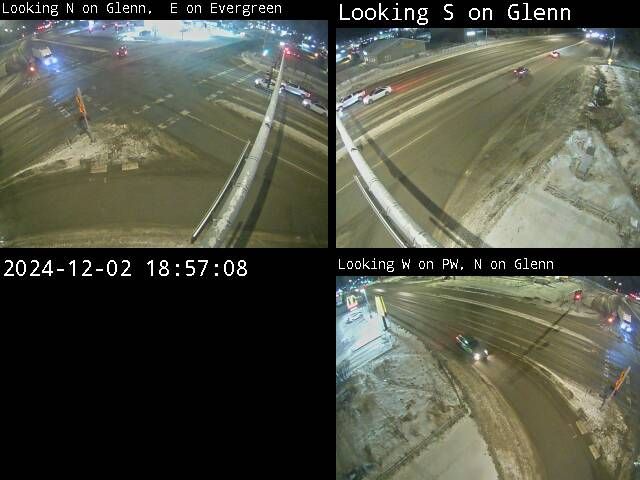 Looking N on Glenn,  E on Evergreen
Looking S on Glenn
2024-12-02 18:57:08
Looking W on PW, N on Glenn